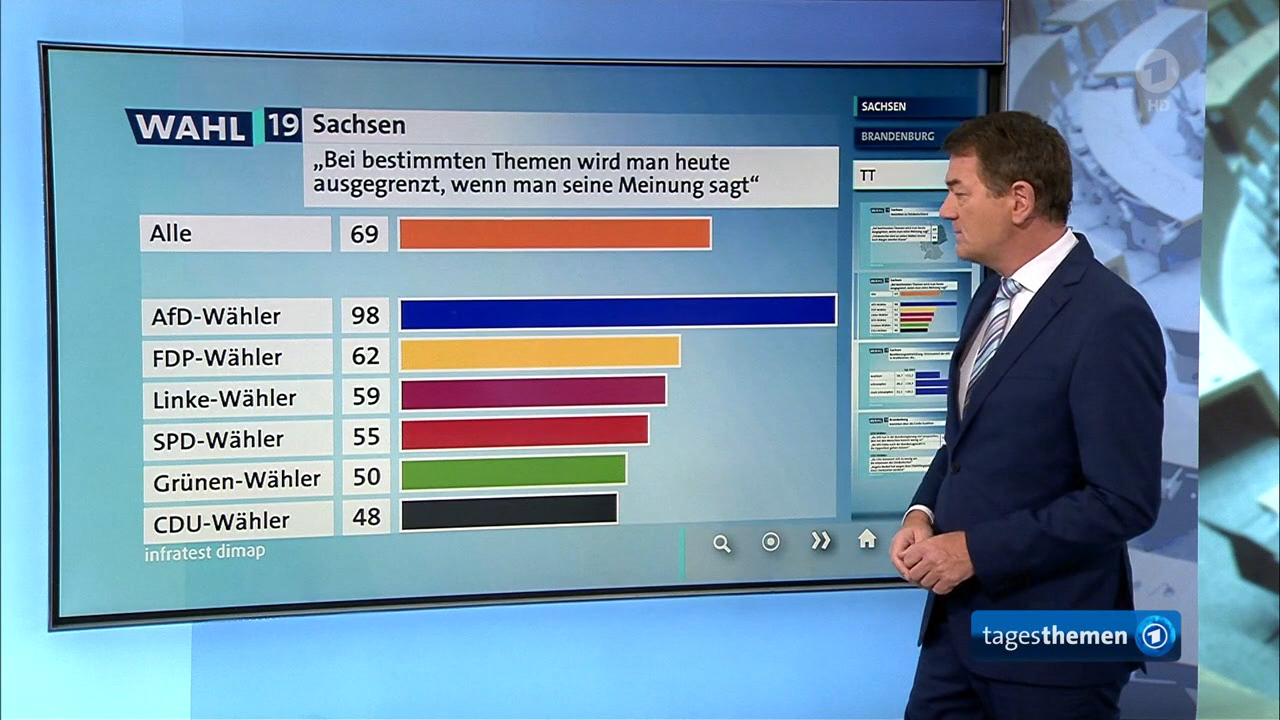 WAHL 19 Sachsen
„Bei bestimmten Themen wird man heute
ausgegrenzt, wenn man seine Meinung sagt“
Alle 69
AfD-Wähler 98
FDP-Wähler 62
Linke-Wähler 59
SPD-Wähler 55
Grünen-Wähler 50
CDU-Wähler 48
infratest dimap
SACHSEN
BRANDENBURG
TT
1
HD
tagesthemen 1